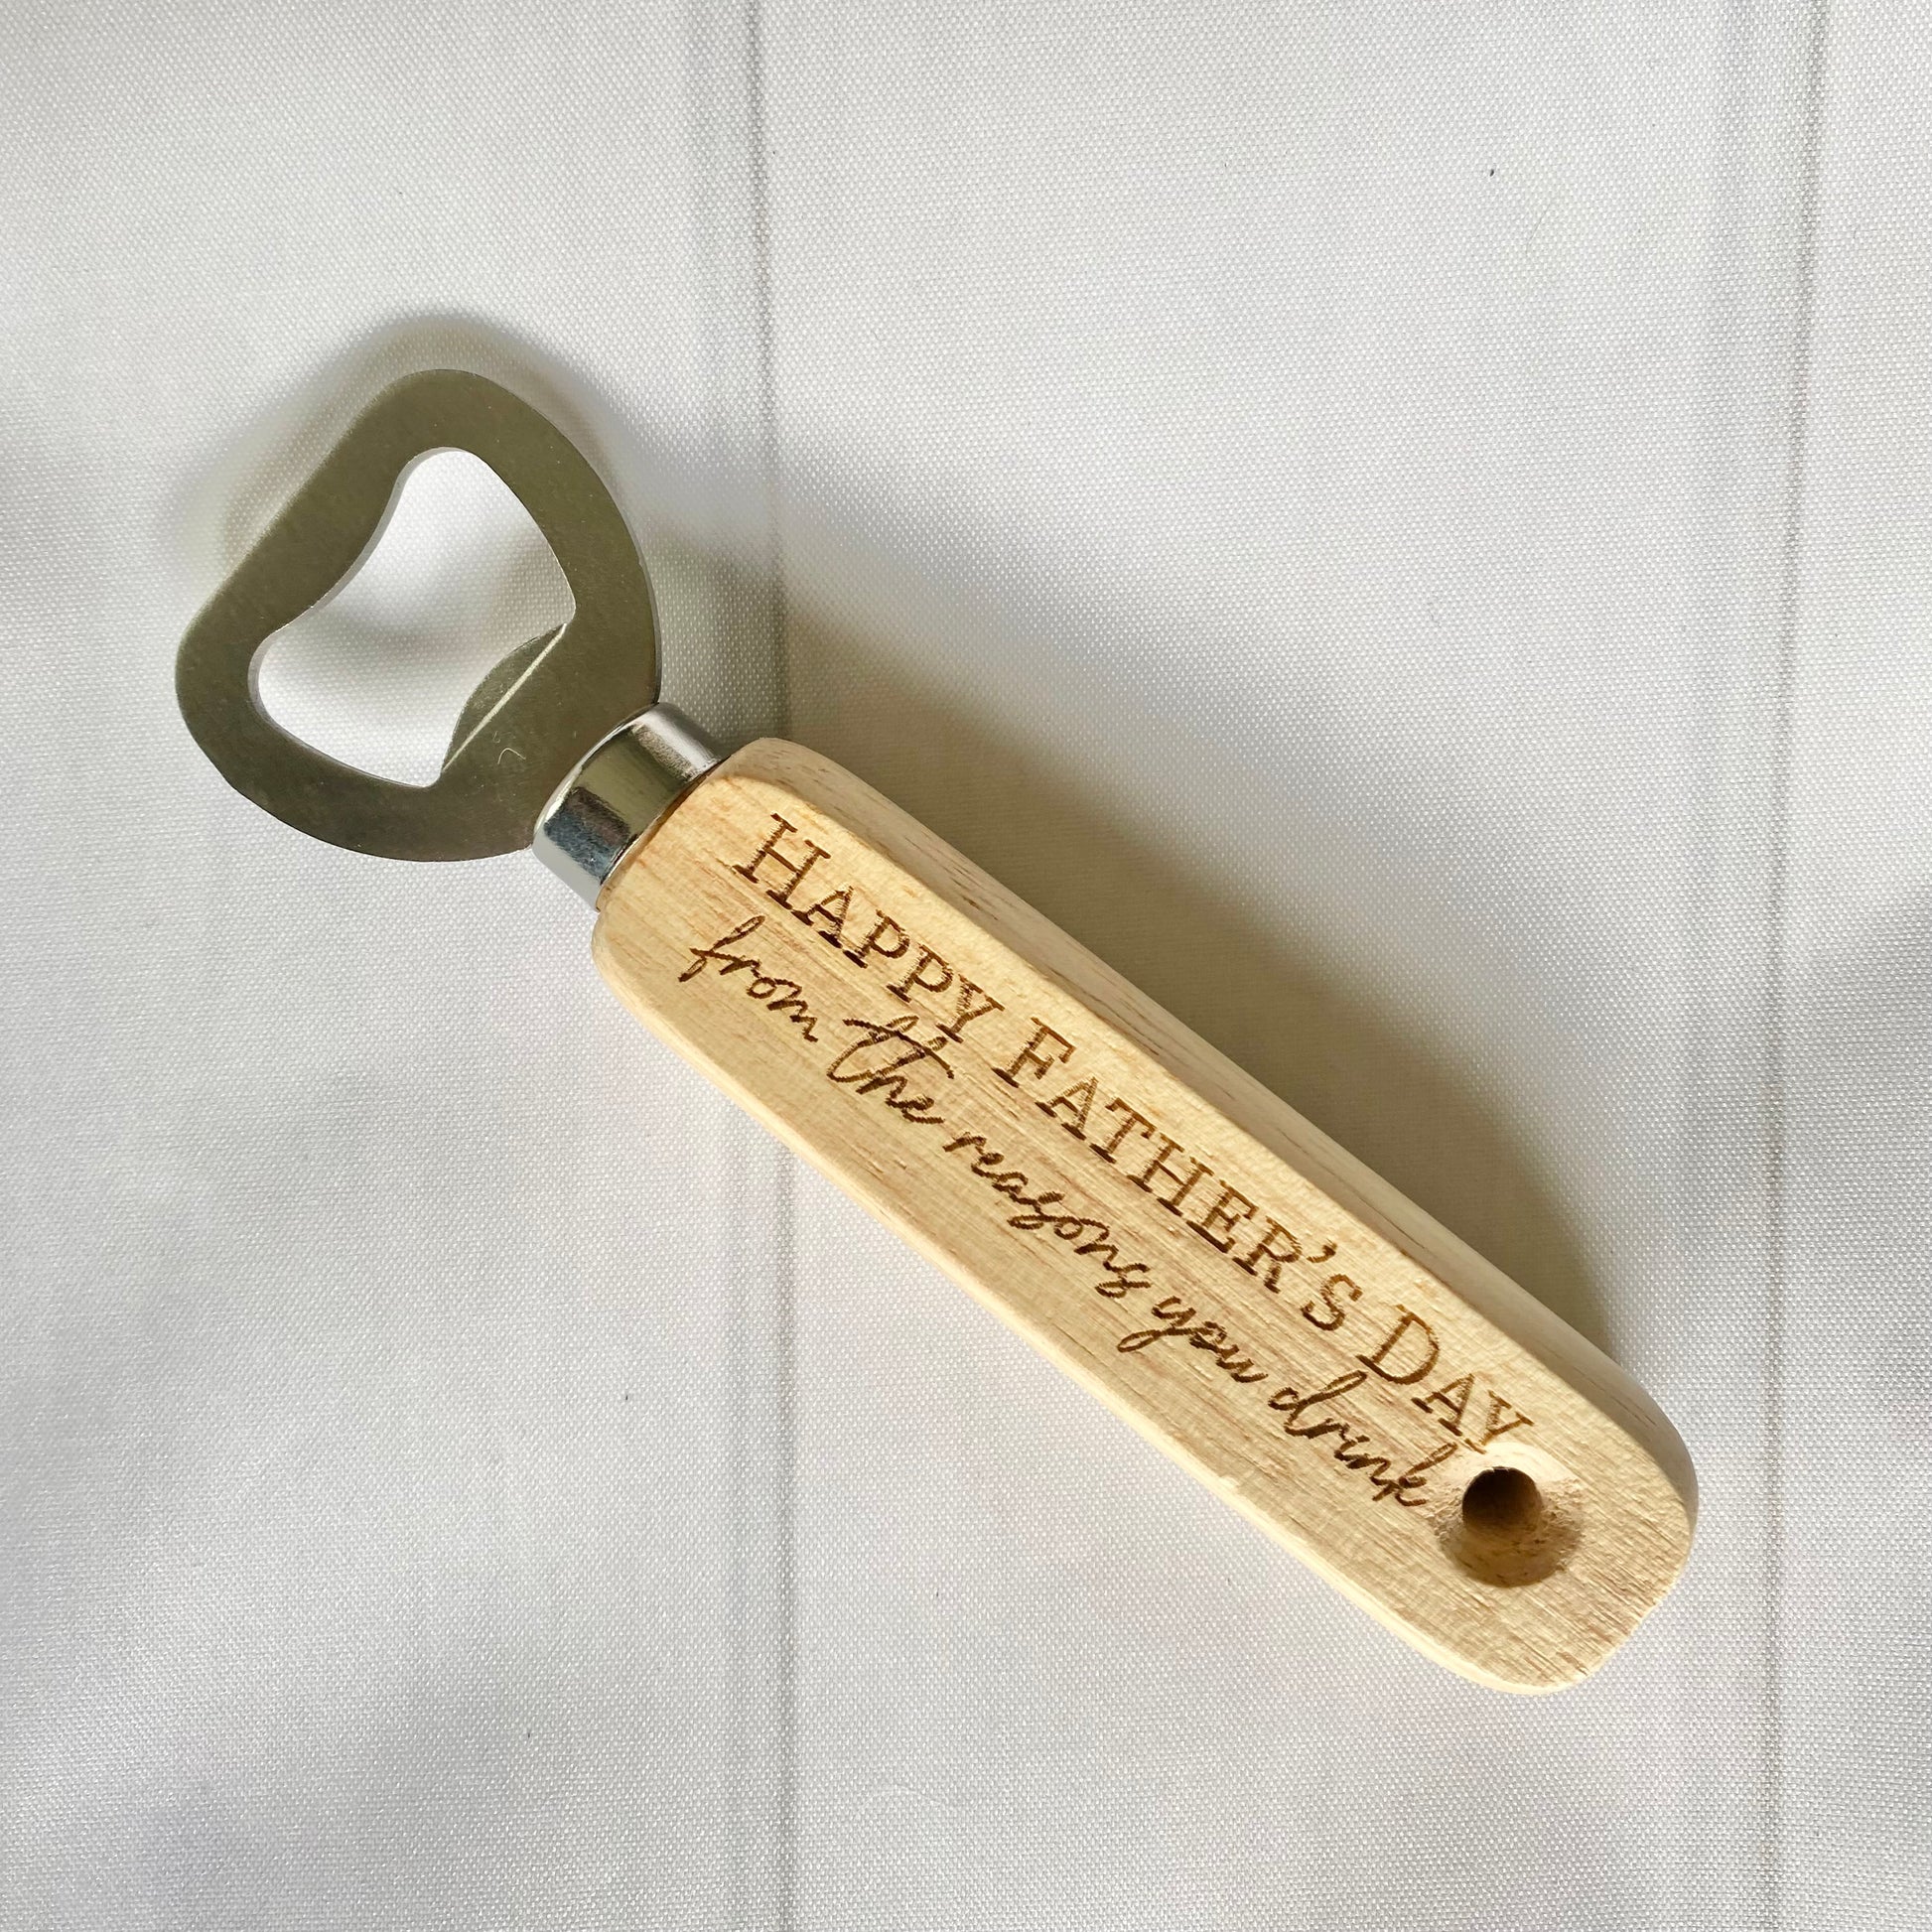 HAPPY FATHER'S DAY
from the reasons you drink